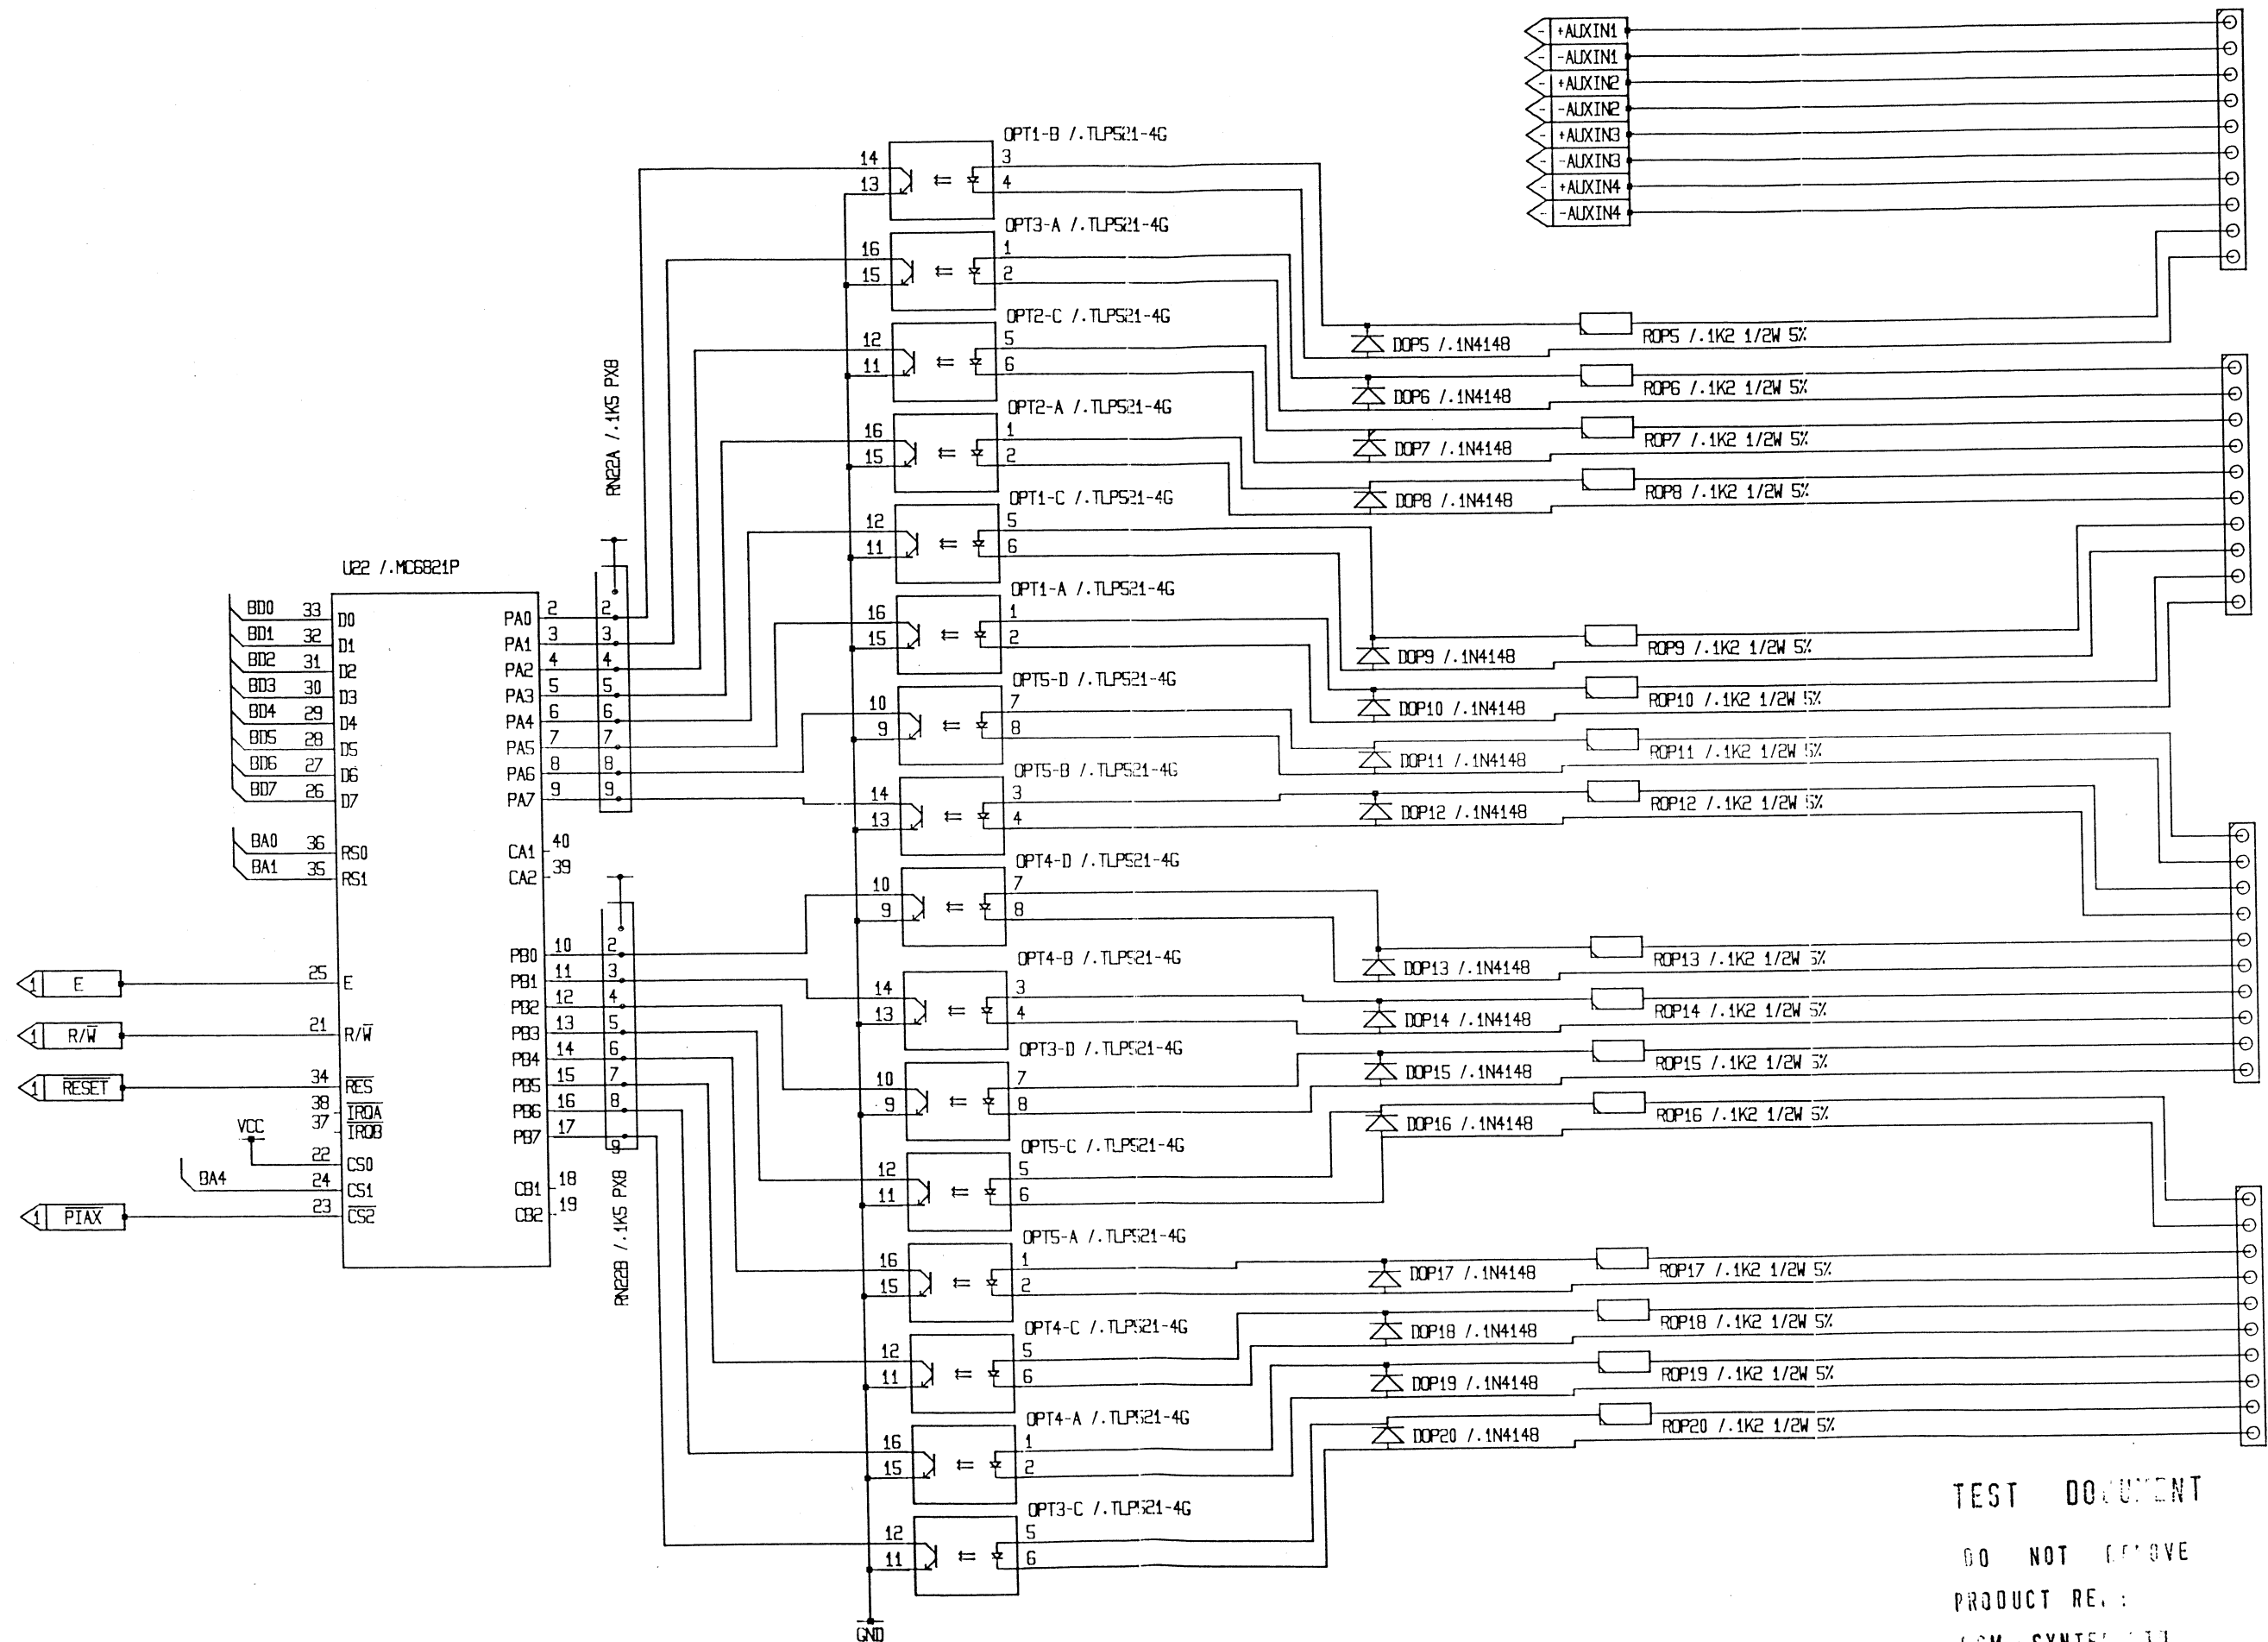 +AUXIN1
-AUXIN1
+AUXIN2
-AUXIN2
+AUXIN3
-AUXIN3
+AUXIN4
-AUXIN4
OPT1-B /.TLP521-4G
14 3
13 4
OPT3-A /.TLP521-4G
16 1
15 2
OPT2-C /.TLP521-4G
12 5
11 6
OPT2-A /.TLP521-4G
16 1
15 2
OPT1-C /.TLP521-4G
12 5
11 6
OPT1-A /.TLP521-4G
16 1
15 2
OPT5-D /.TLP521-4G
10 7
9 8
OPT5-B /.TLP521-4G
14 3
13 4
OPT4-D /.TLP521-4G
10 7
9 8
OPT4-B /.TLP521-4G
14 3
13 4
OPT3-D /.TLP521-4G
10 7
9 8
OPT5-C /.TLP521-4G
12 5
11 6
OPT5-A /.TLP521-4G
16 1
15 2
OPT4-C /.TLP521-4G
12 5
11 6
OPT4-A /.TLP521-4G
16 1
15 2
OPT3-C /.TLP521-4G
12 5
11 6
GND
DOP5 /.1N4148 ROP5 /.1K2 1/2W 5%
DOP6 /.1N4148 ROP6 /.1K2 1/2W 5%
DOP7 /.1N4148 ROP7 /.1K2 1/2W 5%
DOP8 /.1N4148 ROP8 /.1K2 1/2W 5%
DOP9 /.1N4148 ROP9 /.1K2 1/2W 5%
DOP10 /.1N4148 ROP10 /.1K2 1/2W 5%
DOP11 /.1N4148 ROP11 /.1K2 1/2W 5%
DOP12 /.1N4148 ROP12 /.1K2 1/2W 5%
DOP13 /.1N4148 ROP13 /.1K2 1/2W 5%
DOP14 /.1N4148 ROP14 /.1K2 1/2W 5%
DOP15 /.1N4148 ROP15 /.1K2 1/2W 5%
DOP16 /.1N4148 ROP16 /.1K2 1/2W 5%
DOP17 /.1N4148 ROP17 /.1K2 1/2W 5%
DOP18 /.1N4148 ROP18 /.1K2 1/2W 5%
DOP19 /.1N4148 ROP19 /.1K2 1/2W 5%
DOP20 /.1N4148 ROP20 /.1K2 1/2W 5%
RN22A /.1K5 PX8
U22 /.MC6821P
BD0 33 D0 PA0 2 2
BD1 32 D1 PA1 3 3
BD2 31 D2 PA2 4 4
BD3 30 D3 PA3 5 5
BD4 29 D4 PA4 6 6
BD5 28 D5 PA5 7 7
BD6 27 D6 PA6 8 8
BD7 26 D7 PA7 9 9
BA0 36 RS0 CA1 40
BA1 35 RS1 CA2 39
PB0 10 2
1 E 25 E PB1 11 3
PB2 12 4
1 R/W̅ 21 R/W̅ PB3 13 5
PB4 14 6
1 R̅E̅S̅E̅T̅ 34 R̅E̅S̅ PB5 15 7
38 I̅R̅Q̅A̅ PB6 16 8
37 I̅R̅Q̅B̅ PB7 17 9
VCC 22 CS0
BA4 24 CS1 CB1 18
1 P̅I̅A̅X̅ 23 C̅S̅2̅ CB2 19
RN22B /.1K5 PX8
TEST
DO NOT
PRODUCT